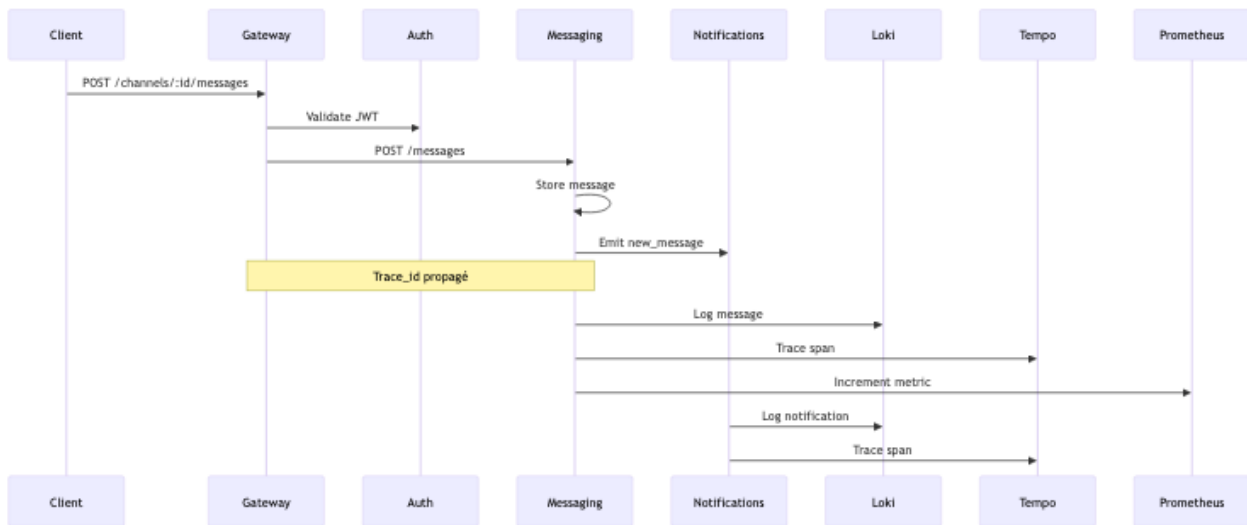 Client
Gateway
Auth
Messaging
Notifications
Loki
Tempo
Prometheus
POST /channels/:id/messages
Validate JWT
POST /messages
Store message
Emit new_message
Trace_id propagé
Log message
Trace span
Increment metric
Log notification
Trace span
Client
Gateway
Auth
Messaging
Notifications
Loki
Tempo
Prometheus